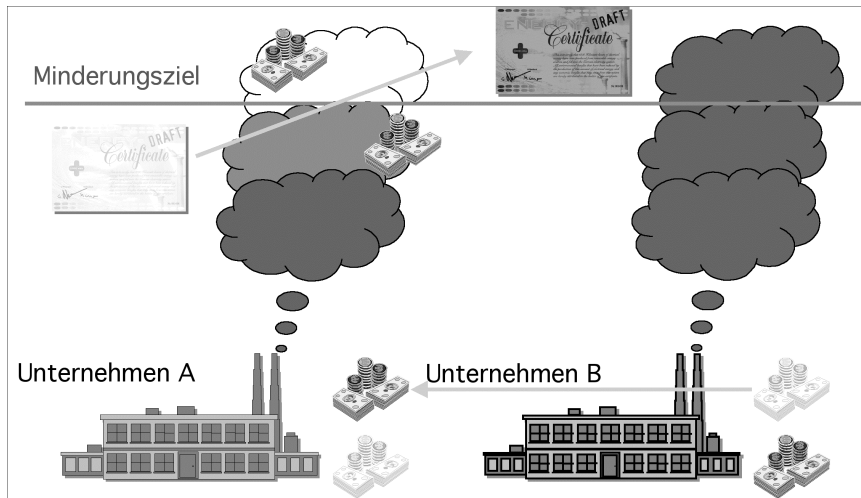 DRAFT
Certificate
Minderungsziel
DRAFT
Certificate
Unternehmen A
Unternehmen B